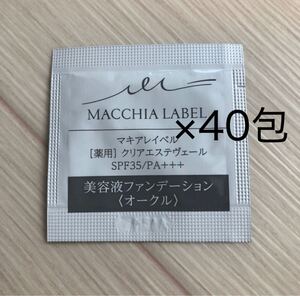 MACCHIA LABEL
×40包
マキアレイベル
［薬用］クリアエステヴェール
SPF35/PA+++
美容液ファンデーション
〈オークル〉